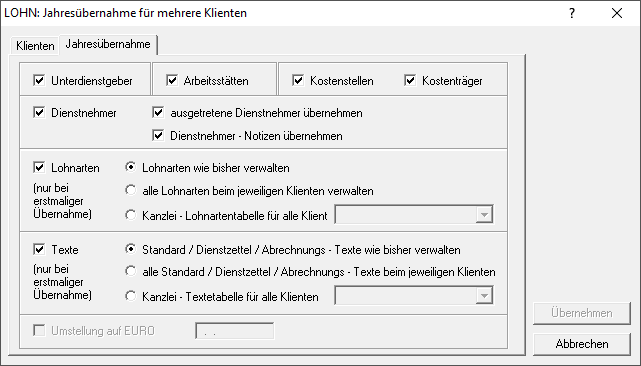 LOHN: Jahresübernahme für mehrere Klienten
Klienten Jahresübernahme
Unterdienstgeber Arbeitsstätten Kostenstellen Kostenträger
Dienstnehmer ausgetretene Dienstnehmer übernehmen
Dienstnehmer - Notizen übernehmen
Lohnarten Lohnarten wie bisher verwalten
(nur bei
erstmaliger
Übernahme)
alle Lohnarten beim jeweiligen Klienten verwalten
Kanzlei - Lohnartentabelle für alle Klient
Texte Standard / Dienstzettel / Abrechnungs - Texte wie bisher verwalten
(nur bei
erstmaliger
Übernahme)
alle Standard / Dienstzettel / Abrechnungs - Texte beim jeweiligen Klienten
Kanzlei - Textetabelle für alle Klienten
Umstellung auf EURO . .
Übernehmen
Abbrechen